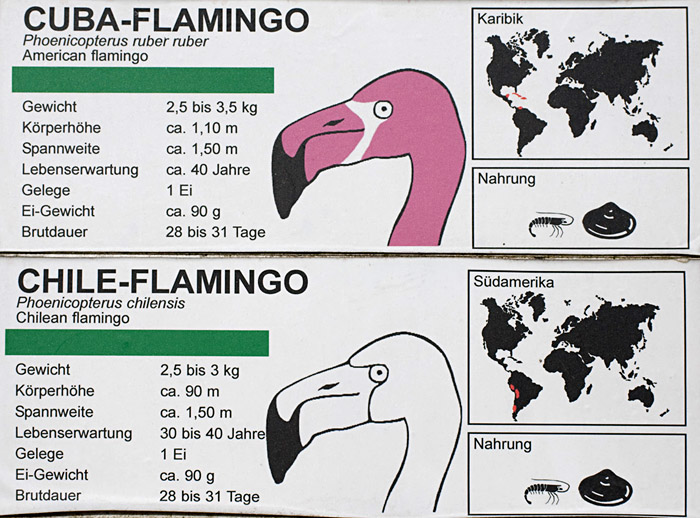 CUBA-FLAMINGO
Phoenicopterus ruber ruber
American flamingo
Gewicht 2,5 bis 3,5 kg
Körperhöhe ca. 1,10 m
Spannweite ca. 1,50 m
Lebenserwartung ca. 40 Jahre
Gelege 1 Ei
Ei-Gewicht ca. 90 g
Brutdauer 28 bis 31 Tage
Karibik
Nahrung
CHILE-FLAMINGO
Phoenicopterus chilensis
Chilean flamingo
Gewicht 2,5 bis 3 kg
Körperhöhe ca. 90 m
Spannweite ca. 1,50 m
Lebenserwartung 30 bis 40 Jahre
Gelege 1 Ei
Ei-Gewicht ca. 90 g
Brutdauer 28 bis 31 Tage
Südamerika
Nahrung